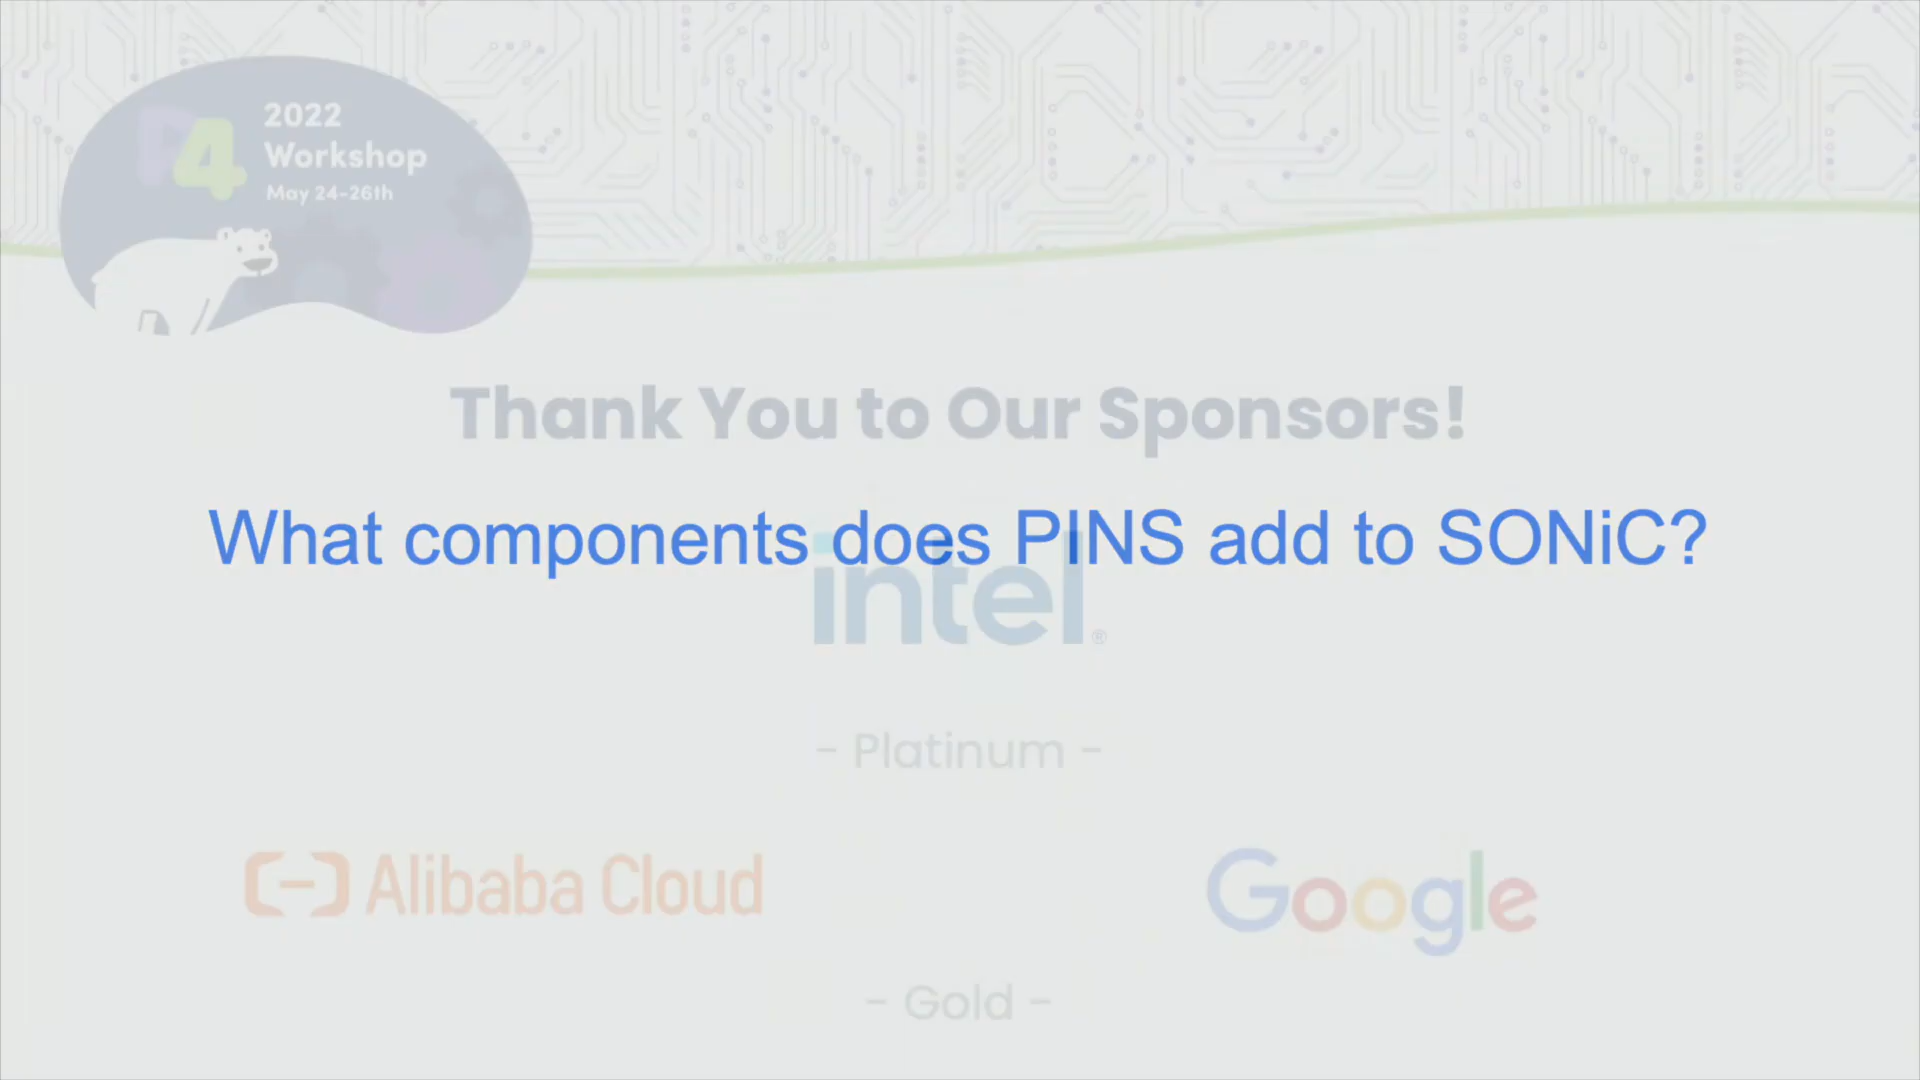 P4
2022
Workshop
May 24-26th
Thank You to Our Sponsors!
What components does PINS add to SONiC?
intel®
- Platinum -
Alibaba Cloud
Google
- Gold -